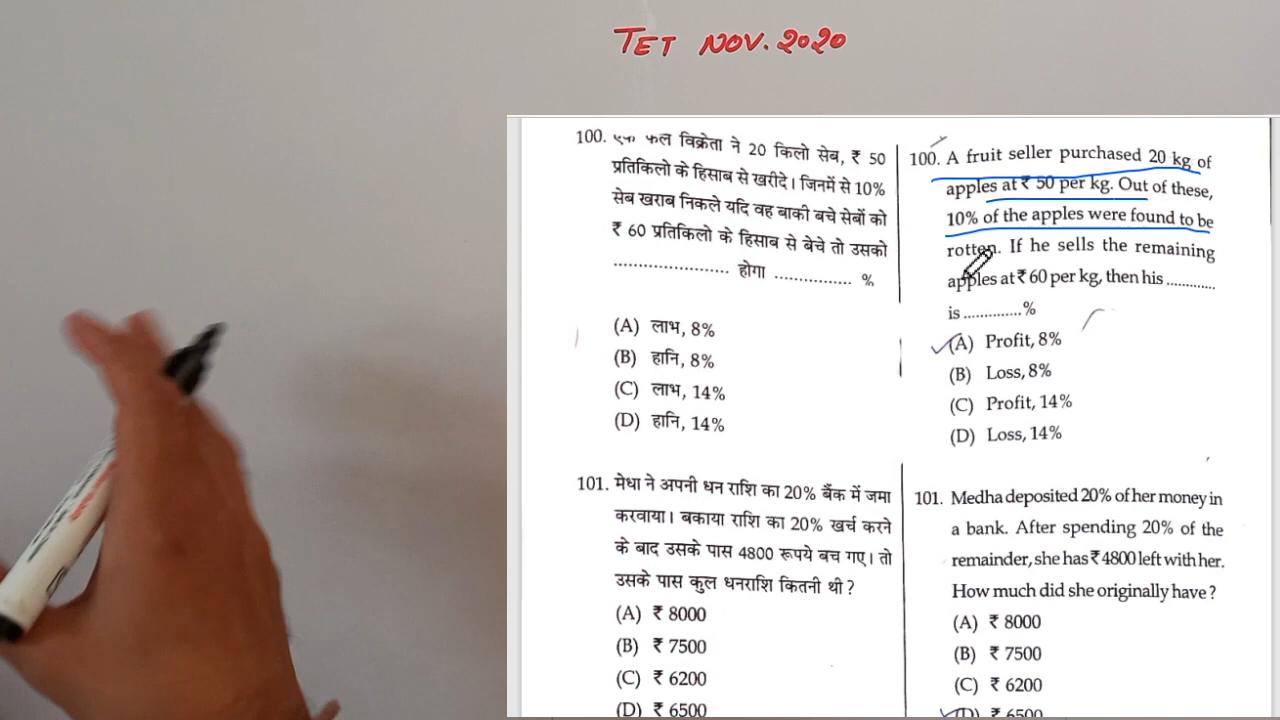 TET NOV. 2020
100. एक फल विक्रेता ने 20 किलो सेब, ₹ 50
प्रतिकिलो के हिसाब से खरीदे। जिनमें से 10%
सेब खराब निकले यदि वह बाकी बचे सेबों को
₹ 60 प्रतिकिलो के हिसाब से बेचे तो उसको
........................ होगा ................ %
(A) लाभ, 8%
(B) हानि, 8%
(C) लाभ, 14%
(D) हानि, 14%
101. मेधा ने अपनी धन राशि का 20% बैंक में जमा
करवाया। बकाया राशि का 20% खर्च करने
के बाद उसके पास 4800 रूपये बच गए। तो
उसके पास कुल धनराशि कितनी थी ?
(A) ₹ 8000
(B) ₹ 7500
(C) ₹ 6200
(D) ₹ 6500
100. A fruit seller purchased 20 kg of
apples at ₹ 50 per kg. Out of these,
10% of the apples were found to be
rotten. If he sells the remaining
apples at ₹ 60 per kg, then his .............
is ...............%
(A) Profit, 8%
(B) Loss, 8%
(C) Profit, 14%
(D) Loss, 14%
101. Medha deposited 20% of her money in
a bank. After spending 20% of the
remainder, she has ₹ 4800 left with her.
How much did she originally have ?
(A) ₹ 8000
(B) ₹ 7500
(C) ₹ 6200
(D) ₹ 6500